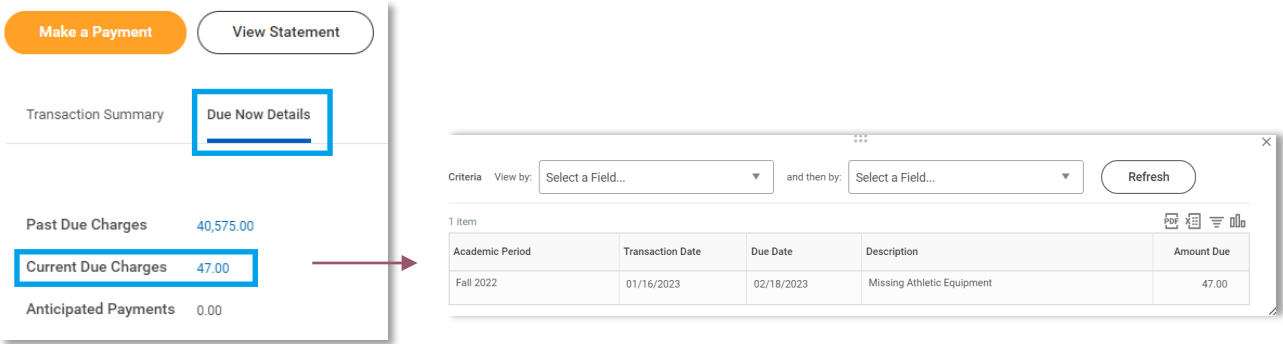 Make a Payment View Statement
Transaction Summary Due Now Details
Past Due Charges 40,575.00
Current Due Charges 47.00
Anticipated Payments 0.00
Criteria View by: Select a Field... and then by: Select a Field... Refresh
1 item
PDF X
Academic Period Transaction Date Due Date Description Amount Due
Fall 2022 01/16/2023 02/18/2023 Missing Athletic Equipment 47.00